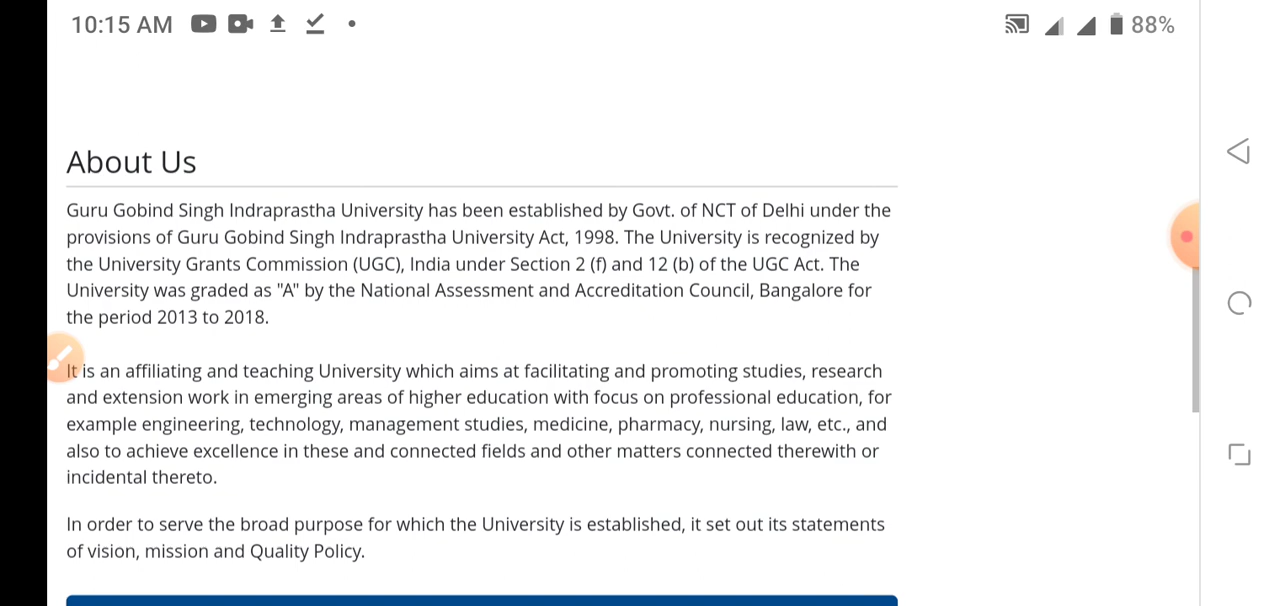 10:15 AM
88%
About Us
Guru Gobind Singh Indraprastha University has been established by Govt. of NCT of Delhi under the
provisions of Guru Gobind Singh Indraprastha University Act, 1998. The University is recognized by
the University Grants Commission (UGC), India under Section 2 (f) and 12 (b) of the UGC Act. The
University was graded as "A" by the National Assessment and Accreditation Council, Bangalore for
the period 2013 to 2018.
It is an affiliating and teaching University which aims at facilitating and promoting studies, research
and extension work in emerging areas of higher education with focus on professional education, for
example engineering, technology, management studies, medicine, pharmacy, nursing, law, etc., and
also to achieve excellence in these and connected fields and other matters connected therewith or
incidental thereto.
In order to serve the broad purpose for which the University is established, it set out its statements
of vision, mission and Quality Policy.